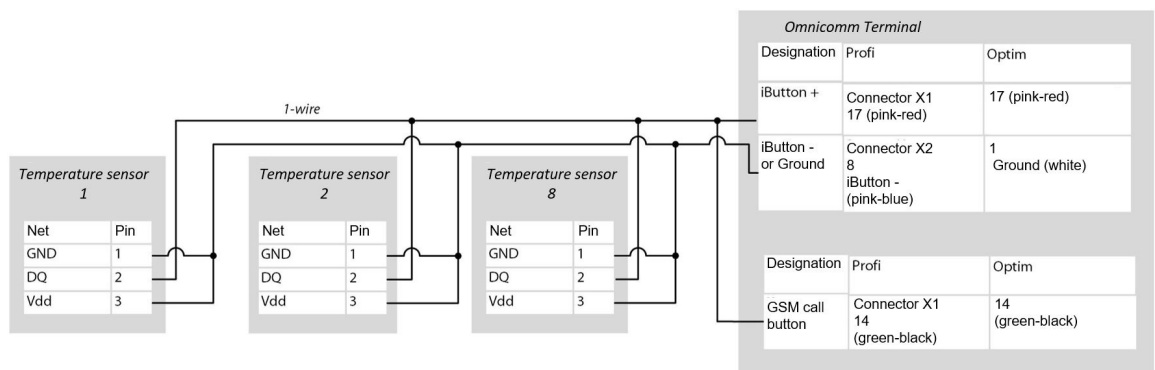 Omnicomm Terminal
Designation Profi Optim
iButton + Connector X1 17 (pink-red)
17 (pink-red)
iButton - Connector X2 1
or Ground 8 Ground (white)
iButton -
(pink-blue)
1-wire
Temperature sensor
1
Net Pin
GND 1
DQ 2
Vdd 3
Temperature sensor
2
Net Pin
GND 1
DQ 2
Vdd 3
Temperature sensor
8
Net Pin
GND 1
DQ 2
Vdd 3
Designation Profi Optim
GSM call Connector X1 14
button 14 (green-black)
(green-black)